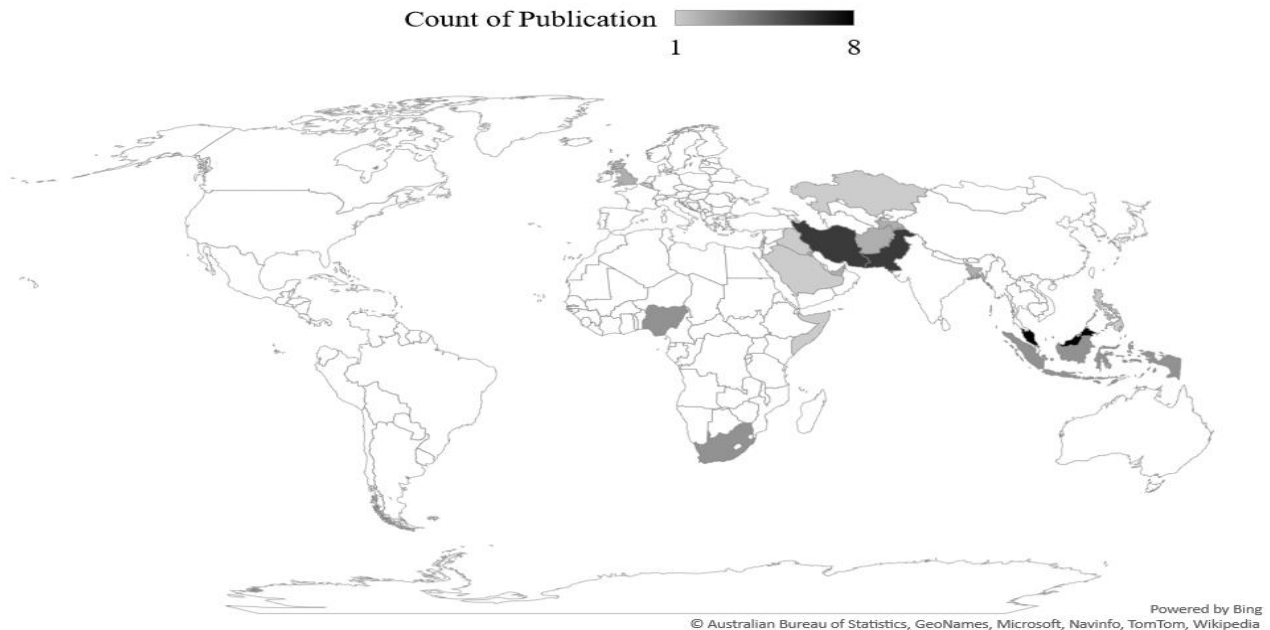 Count of Publication
1 8
Powered by Bing
© Australian Bureau of Statistics, GeoNames, Microsoft, Navinfo, TomTom, Wikipedia